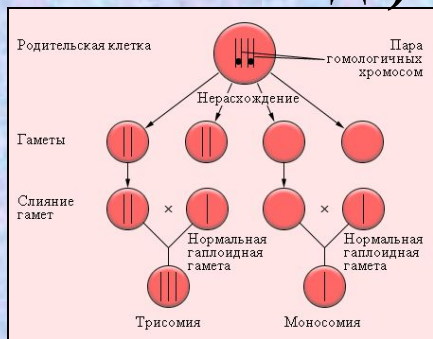 Родительская клетка
Пара
гомологичных
хромосом
Нерасхождение
Гаметы
Слияние
гамет
×
×
Нормальная
гаплоидная
гамета
Нормальная
гаплоидная
гамета
Трисомия
Моносомия